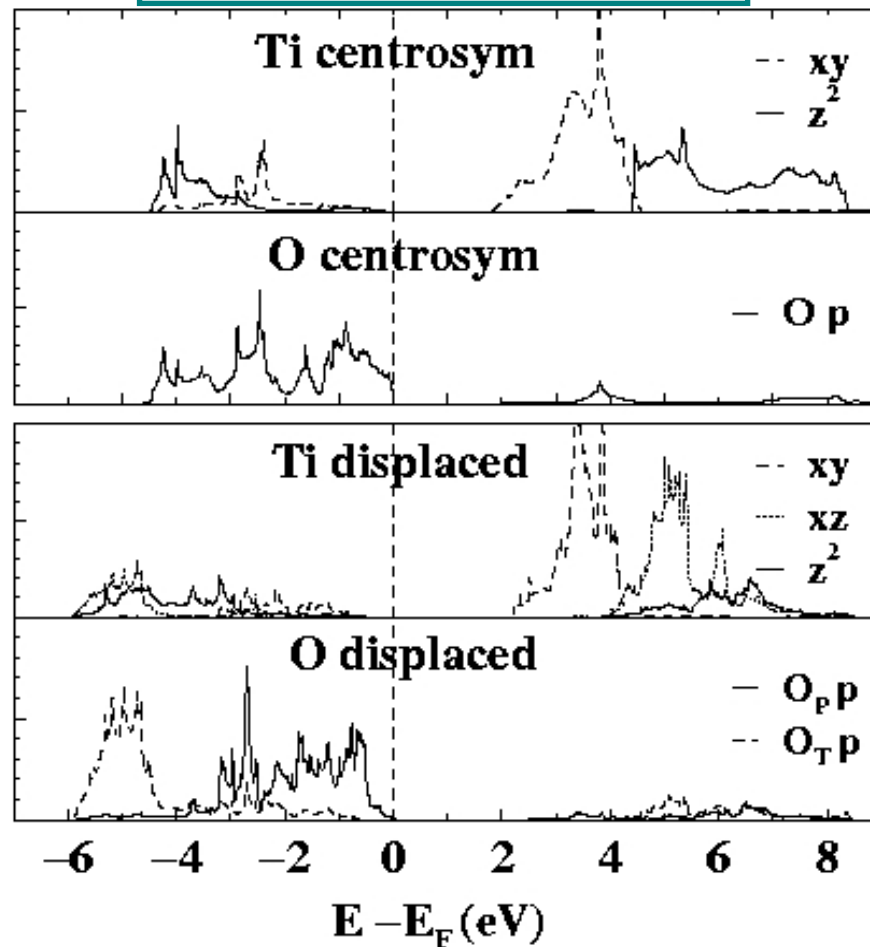 Ti centrosym
xy
z²
O centrosym
O p
Ti displaced
xy
xz
z²
O displaced
O_P p
O_T p
−6 −4 −2 0 2 4 6 8
E −E_F (eV)